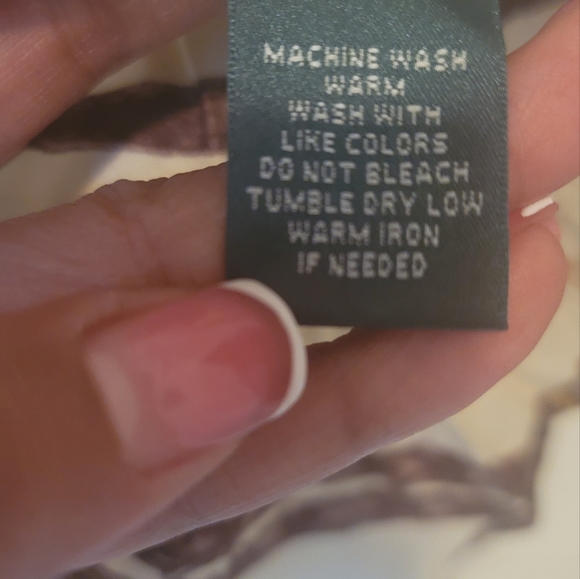 MACHINE WASH
WARM
WASH WITH
LIKE COLORS
DO NOT BLEACH
TUMBLE DRY LOW
WARM IRON
IF NEEDED